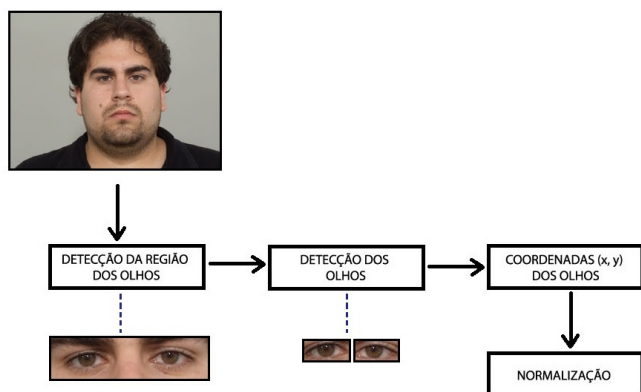 DETECÇÃO DA REGIÃO
DOS OLHOS
DETECÇÃO DOS
OLHOS
COORDENADAS (x, y)
DOS OLHOS
NORMALIZAÇÃO